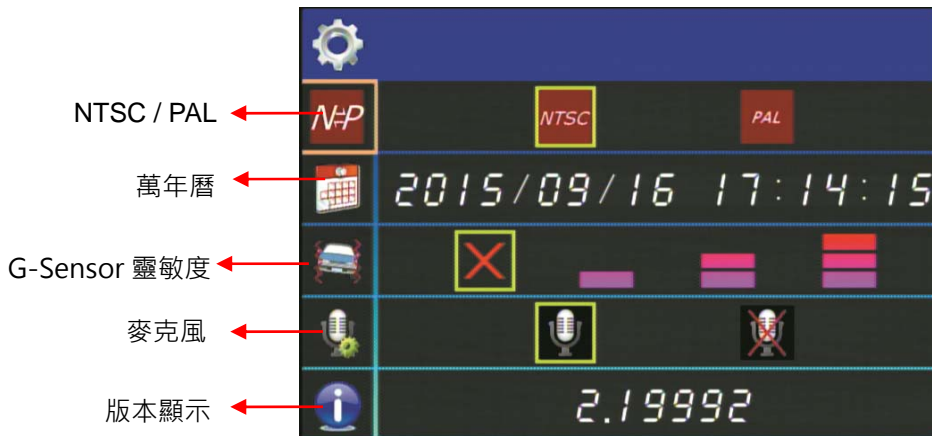 NTSC / PAL N⇌P NTSC PAL
萬年曆 2015/09/16 17:14:15
G-Sensor 靈敏度
麥克風
版本顯示 i 2.19992